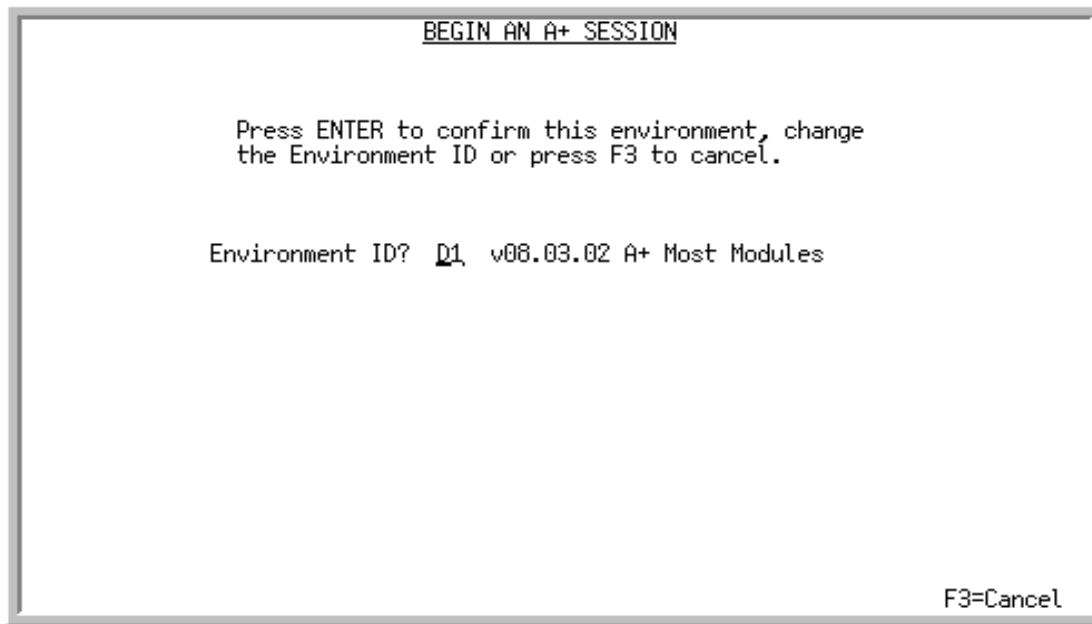 BEGIN AN A+ SESSION
Press ENTER to confirm this environment, change
the Environment ID or press F3 to cancel.
Environment ID? D1 v08.03.02 A+ Most Modules
F3=Cancel